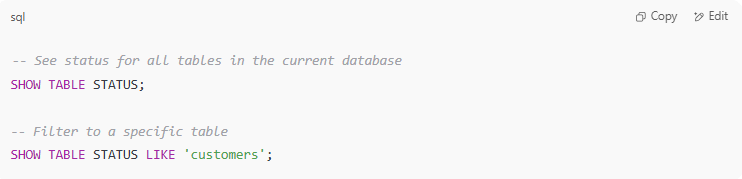 sql
Copy
Edit
-- See status for all tables in the current database
SHOW TABLE STATUS;
-- Filter to a specific table
SHOW TABLE STATUS LIKE 'customers';